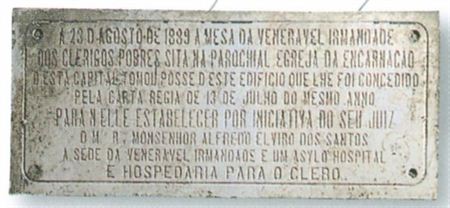 A 23 D'AGOSTO DE 1899 A MESA DA VENERAVEL IRMANDADE
DOS CLERIGOS POBRES SITA NA PAROCHIAL EGREJA DA ENCARNAÇÃO
D'ESTA CAPITAL TOMOU POSSE D'ESTE EDIFICIO QUE LHE FOI CONCEDIDO
PELA CARTA REGIA DE 13 DE JULHO DO MESMO ANNO
PARA N'ELLE ESTABELECER POR INICIATIVA DO SEU JUIZ
O M. R. MONSENHOR ALFREDO ELVIRO DOS SANTOS
A SEDE DA VENERAVEL IRMANDADE E UM ASYLO HOSPITAL
E HOSPEDARIA PARA O CLERO.